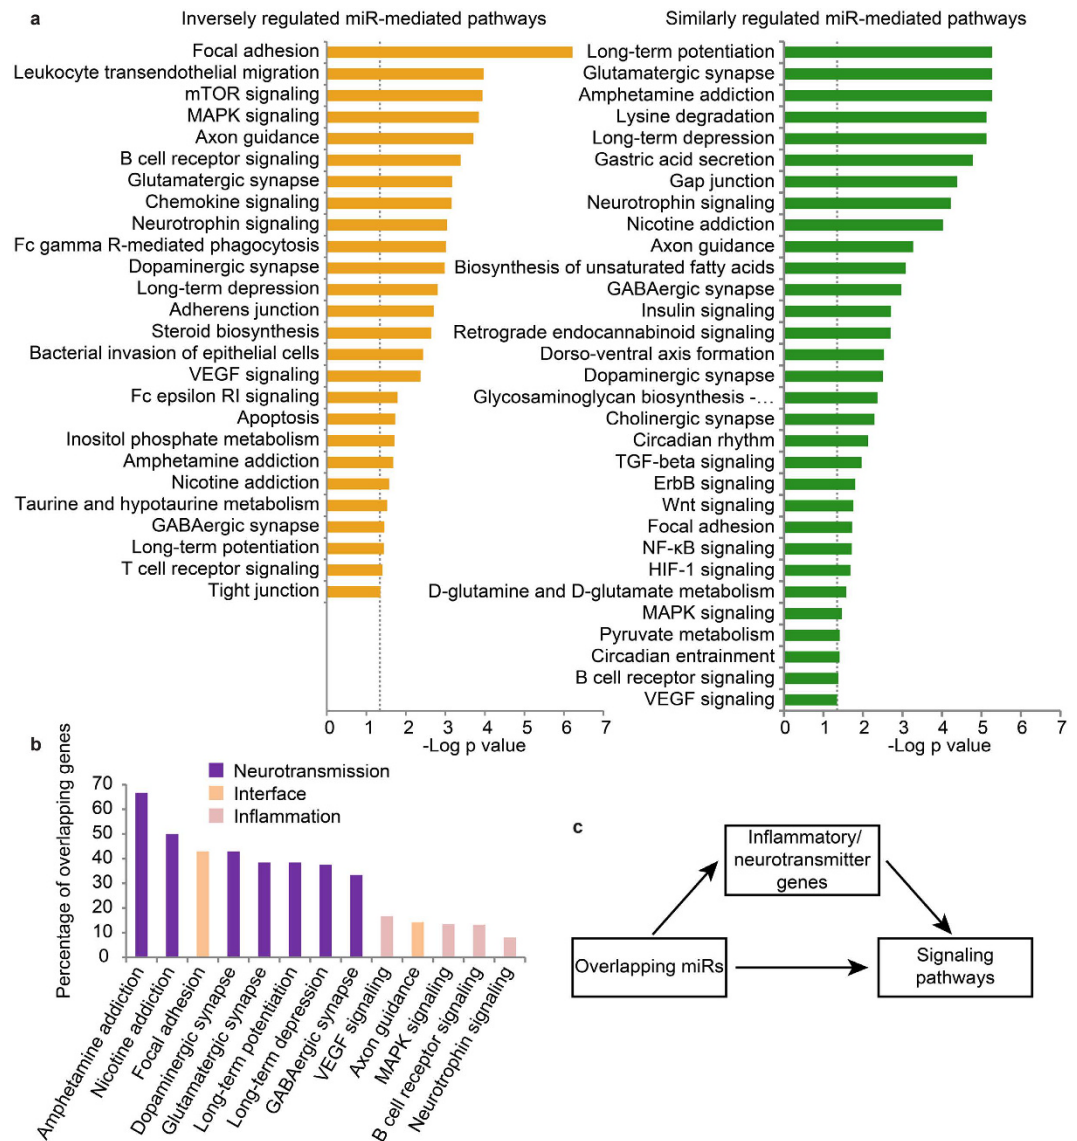 a
Inversely regulated miR-mediated pathways
Focal adhesion
Leukocyte transendothelial migration
mTOR signaling
MAPK signaling
Axon guidance
B cell receptor signaling
Glutamatergic synapse
Chemokine signaling
Neurotrophin signaling
Fc gamma R-mediated phagocytosis
Dopaminergic synapse
Long-term depression
Adherens junction
Steroid biosynthesis
Bacterial invasion of epithelial cells
VEGF signaling
Fc epsilon RI signaling
Apoptosis
Inositol phosphate metabolism
Amphetamine addiction
Nicotine addiction
Taurine and hypotaurine metabolism
GABAergic synapse
Long-term potentiation
T cell receptor signaling
Tight junction
0 1 2 3 4 5 6 7
-Log p value
Similarly regulated miR-mediated pathways
Long-term potentiation
Glutamatergic synapse
Amphetamine addiction
Lysine degradation
Long-term depression
Gastric acid secretion
Gap junction
Neurotrophin signaling
Nicotine addiction
Axon guidance
Biosynthesis of unsaturated fatty acids
GABAergic synapse
Insulin signaling
Retrograde endocannabinoid signaling
Dorso-ventral axis formation
Dopaminergic synapse
Glycosaminoglycan biosynthesis -...
Cholinergic synapse
Circadian rhythm
TGF-beta signaling
ErbB signaling
Wnt signaling
Focal adhesion
NF-κB signaling
HIF-1 signaling
D-glutamine and D-glutamate metabolism
MAPK signaling
Pyruvate metabolism
Circadian entrainment
B cell receptor signaling
VEGF signaling
0 1 2 3 4 5 6 7
-Log p value
b
Percentage of overlapping genes
70
60
50
40
30
20
10
0
Neurotransmission
Interface
Inflammation
Amphetamine addiction
Nicotine addiction
Focal adhesion
Dopaminergic synapse
Glutamatergic synapse
Long-term potentiation
Long-term depression
GABAergic synapse
VEGF signaling
Axon guidance
MAPK signaling
B cell receptor signaling
Neurotrophin signaling
c
Inflammatory/
neurotransmitter
genes
Overlapping miRs
Signaling
pathways